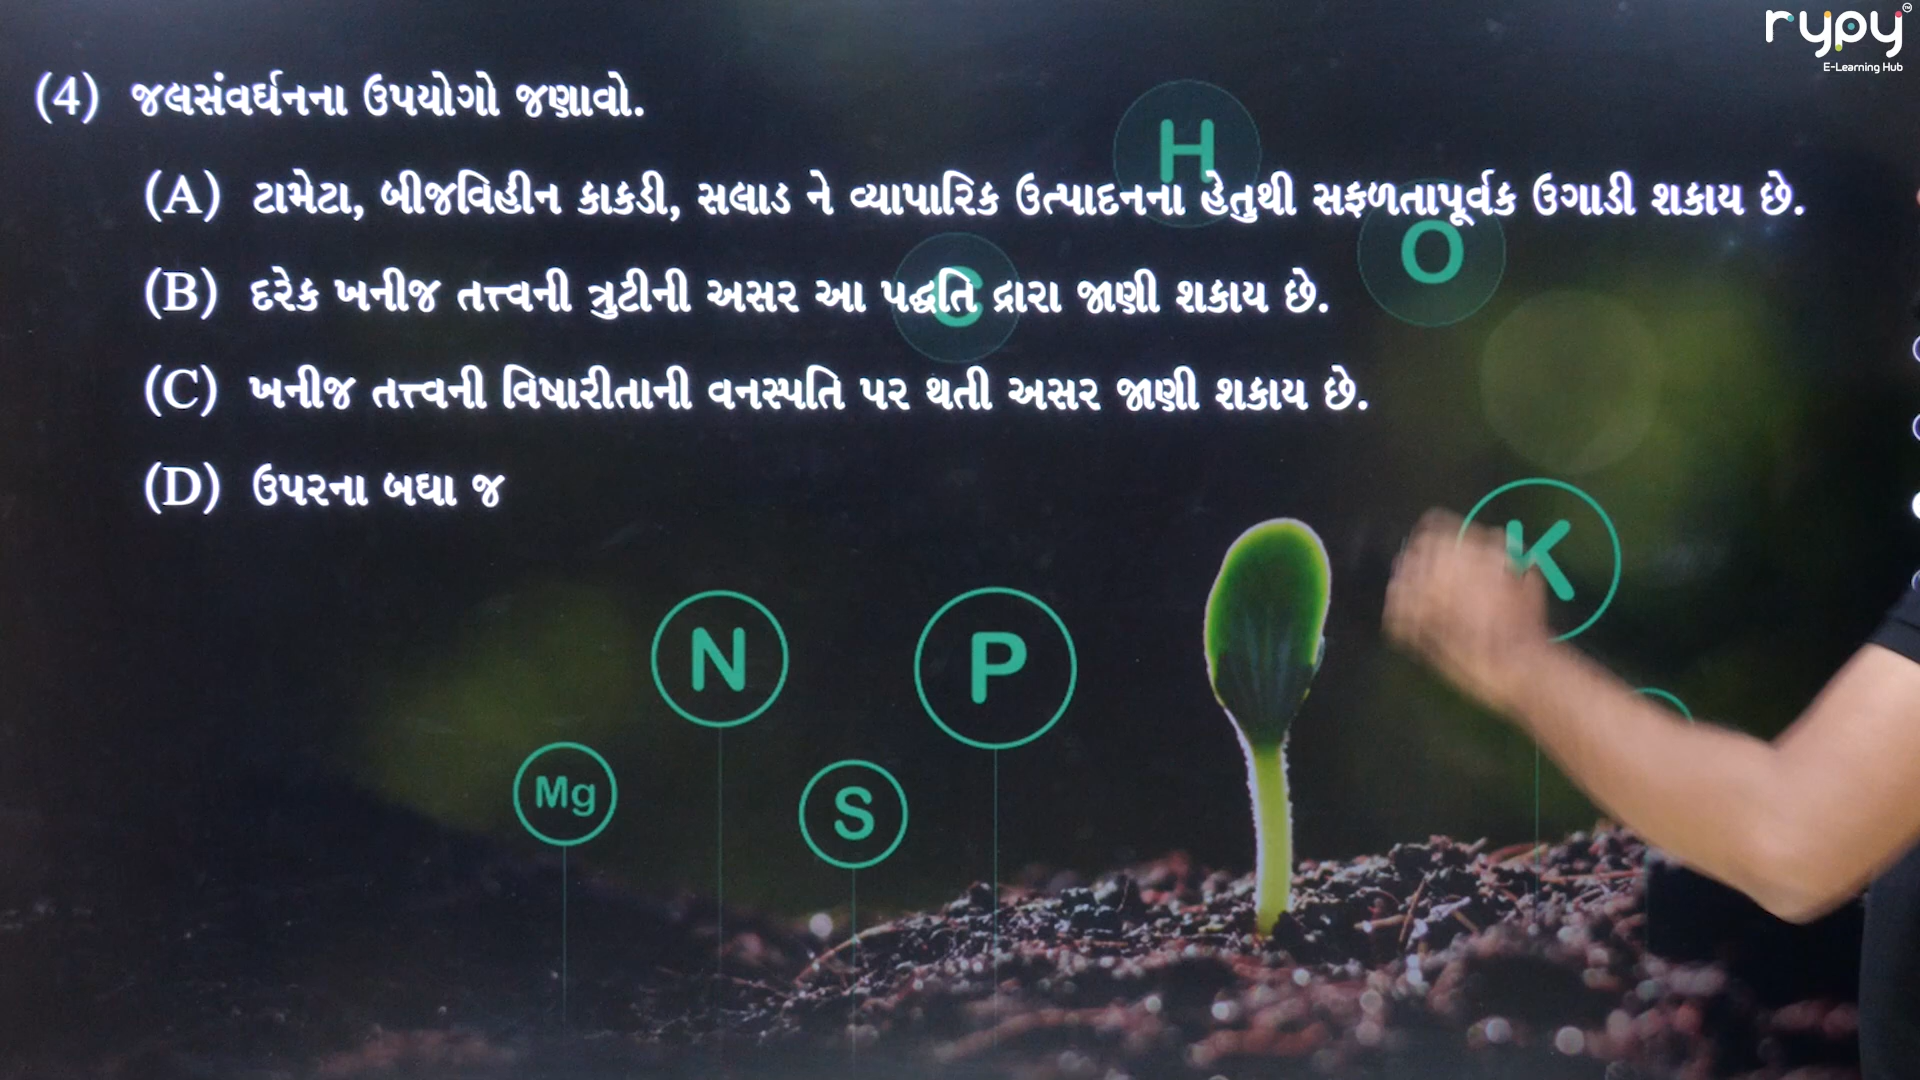 rypy™
E-Learning Hub
(4) જલસંવર્ધનના ઉપયોગો જણાવો.
(A) ટામેટા, બીજવિહીન કાકડી, સલાડ ને વ્યાપારિક ઉત્પાદનના હેતુથી સફળતાપૂર્વક ઉગાડી શકાય છે.
(B) દરેક ખનીજ તત્ત્વની ત્રુટીની અસર આ પદ્ધતિ દ્રારા જાણી શકાય છે.
(C) ખનીજ તત્ત્વની વિષારીતાની વનસ્પતિ પર થતી અસર જાણી શકાય છે.
(D) ઉપરના બધા જ
H
O
C
K
N
P
Mg
S